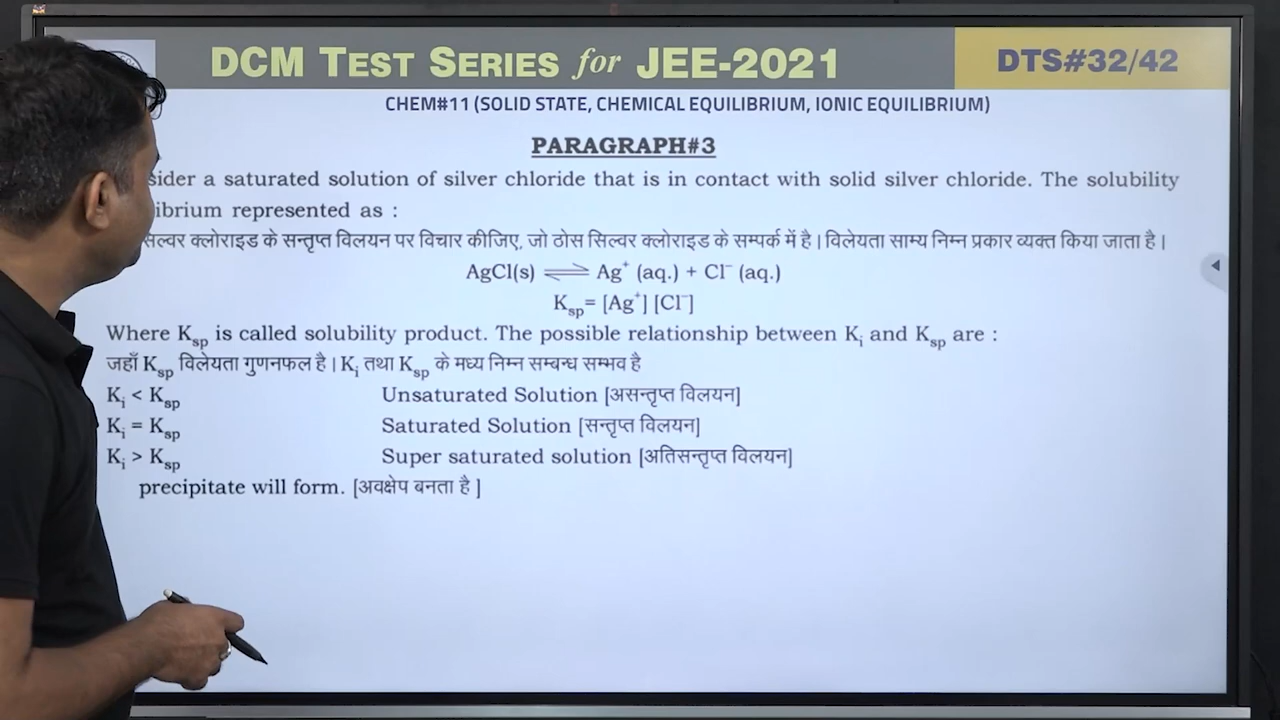 DCM TEST SERIES for JEE-2021
DTS#32/42
CHEM#11 (SOLID STATE, CHEMICAL EQUILIBRIUM, IONIC EQUILIBRIUM)
PARAGRAPH#3
sider a saturated solution of silver chloride that is in contact with solid silver chloride. The solubility
ibrium represented as :
सिल्वर क्लोराइड के सन्तृप्त विलयन पर विचार कीजिए, जो ठोस सिल्वर क्लोराइड के सम्पर्क में है। विलेयता साम्य निम्न प्रकार व्यक्त किया जाता है।
AgCl(s) ⇌ Ag⁺ (aq.) + Cl⁻ (aq.)
Ksp= [Ag⁺] [Cl⁻]
Where Ksp is called solubility product. The possible relationship between Ki and Ksp are :
जहाँ Ksp विलेयता गुणनफल है। Ki तथा Ksp के मध्य निम्न सम्बन्ध सम्भव है
Ki < Ksp Unsaturated Solution [असन्तृप्त विलयन]
Ki = Ksp Saturated Solution [सन्तृप्त विलयन]
Ki > Ksp Super saturated solution [अतिसन्तृप्त विलयन]
precipitate will form. [अवक्षेप बनता है ]